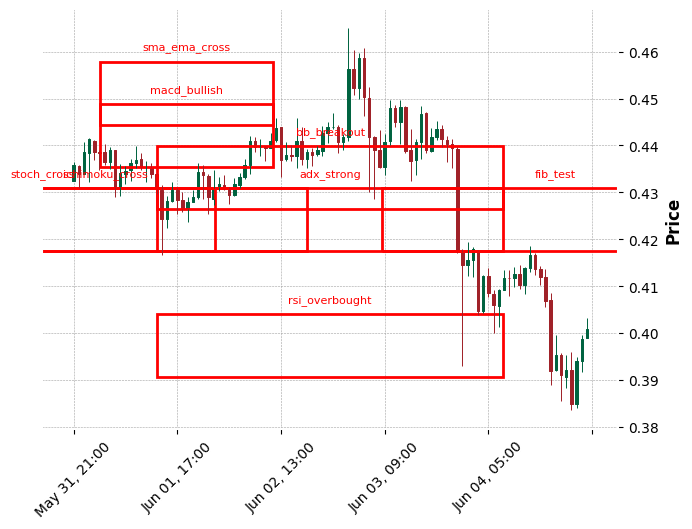 sma_ema_cross
macd_bullish
bb_breakout
stoch_cross
ichimoku_cross
adx_strong
fib_test
rsi_overbought
0.46
0.45
0.44
0.43
0.42
0.41
0.40
0.39
0.38
Price
May 31, 21:00
Jun 01, 17:00
Jun 02, 13:00
Jun 03, 09:00
Jun 04, 05:00